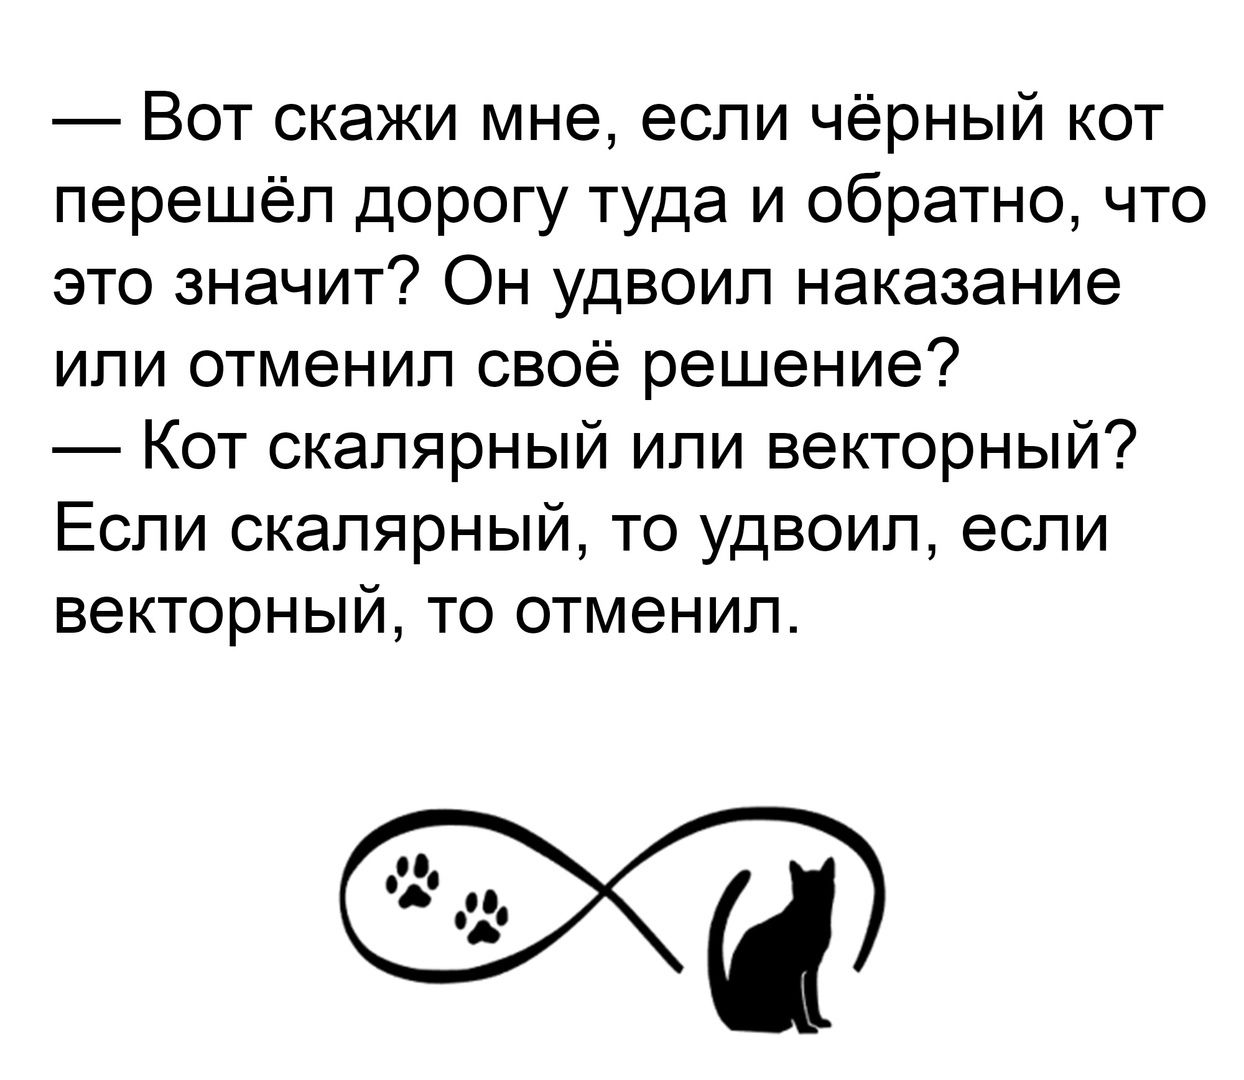 — Вот скажи мне, если чёрный кот
перешёл дорогу туда и обратно, что
это значит? Он удвоил наказание
или отменил своё решение?
— Кот скалярный или векторный?
Если скалярный, то удвоил, если
векторный, то отменил.